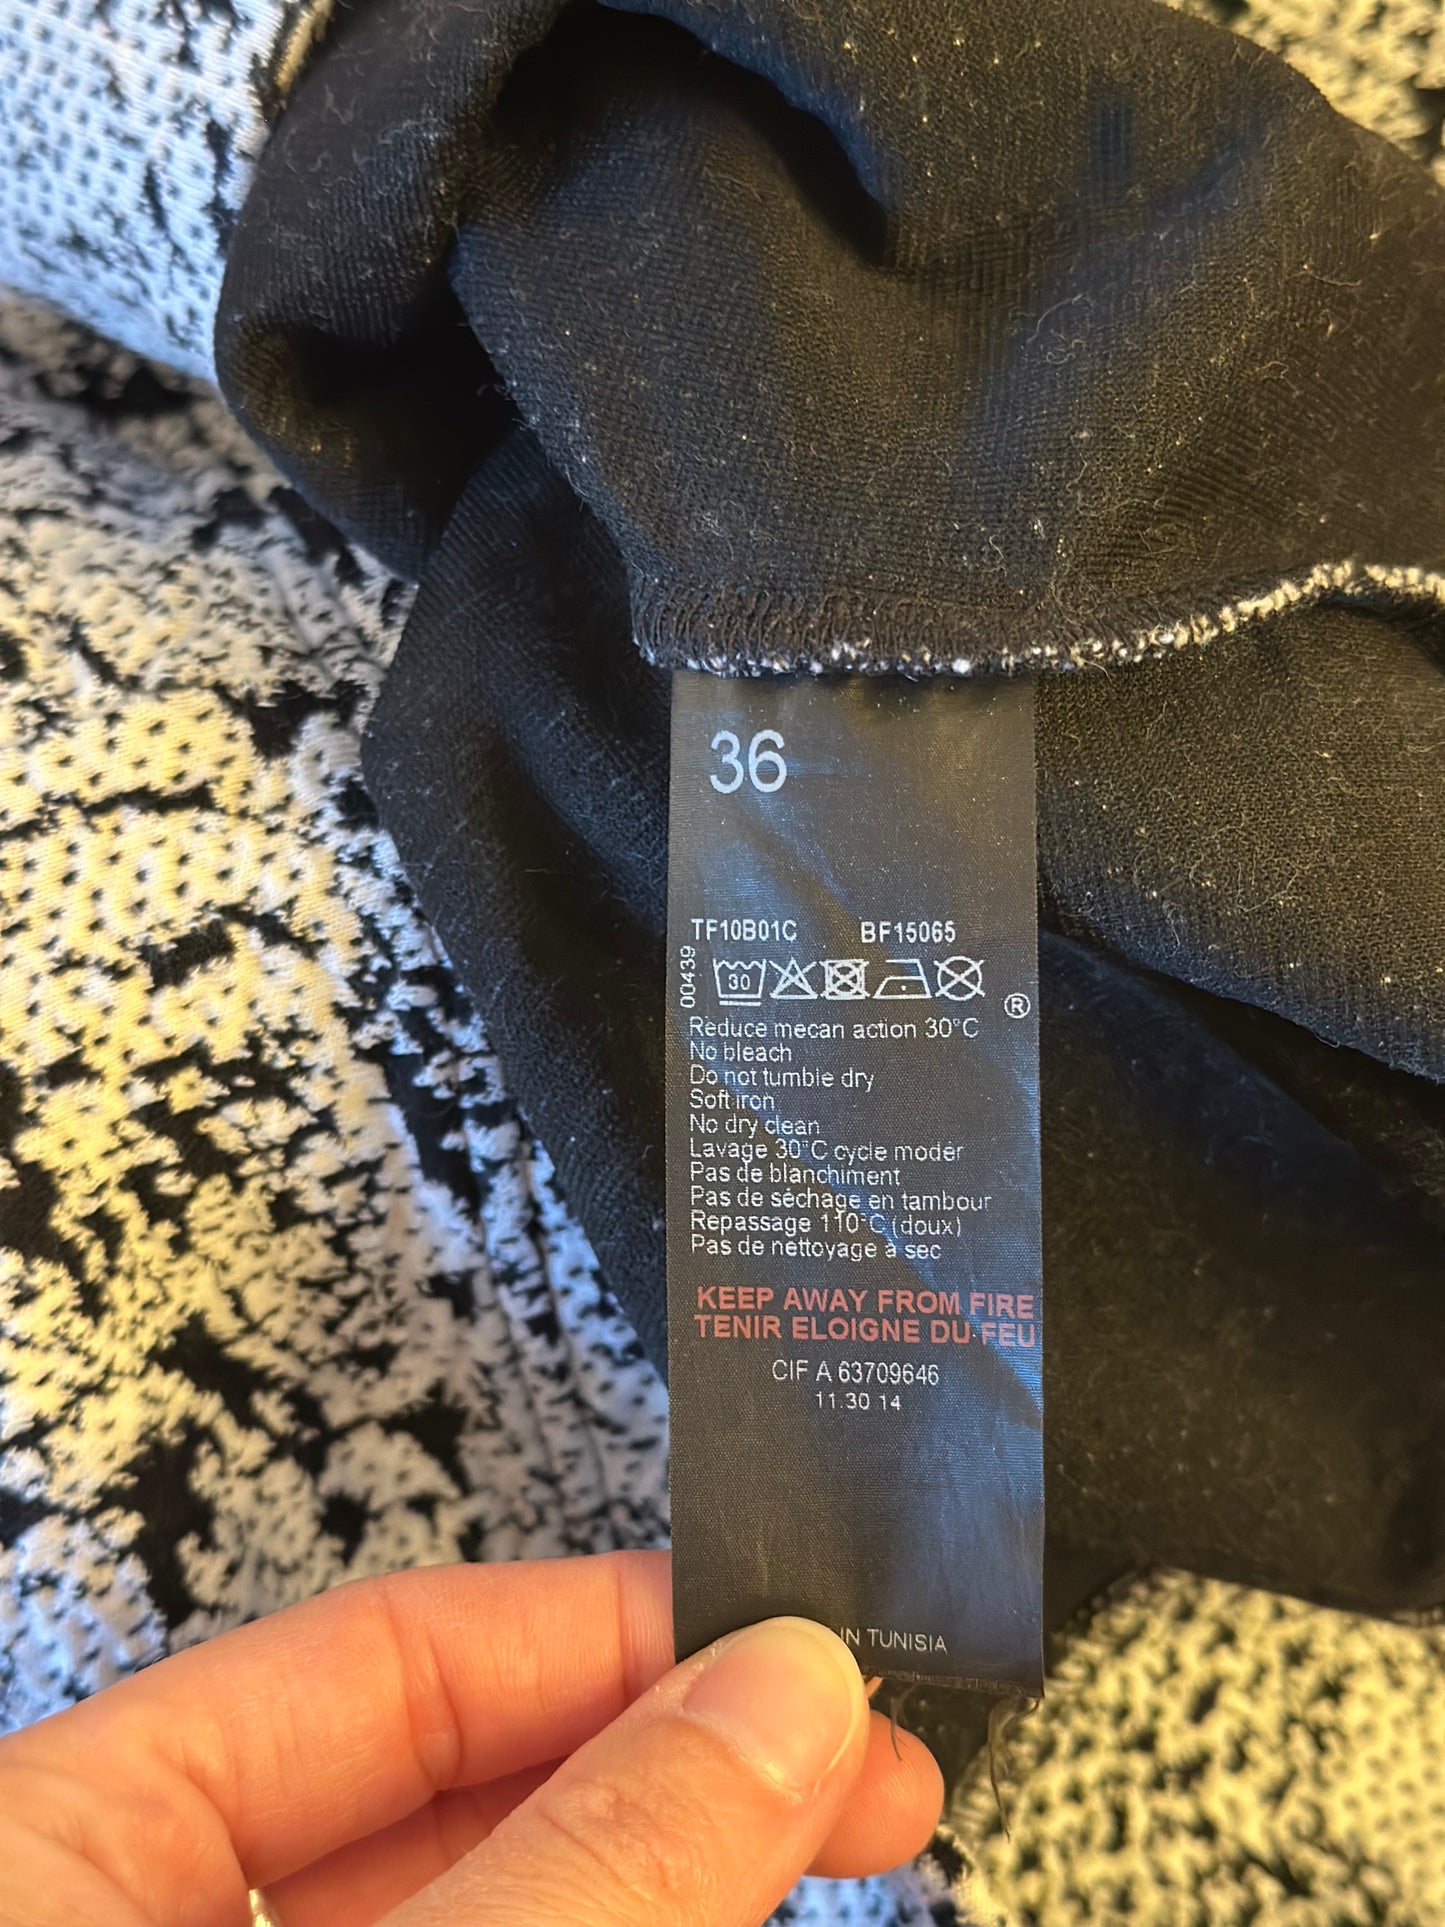 36
TF10B01C BF15065
00439
30
®
Reduce mecan action 30°C
No bleach
Do not tumble dry
Soft iron
No dry clean
Lavage 30°C cycle modér
Pas de blanchiment
Pas de séchage en tambour
Repassage 110°C (doux)
Pas de nettoyage à sec
KEEP AWAY FROM FIRE
TENIR ELOIGNE DU FEU
CIF A 63709646
11.30 14
IN TUNISIA